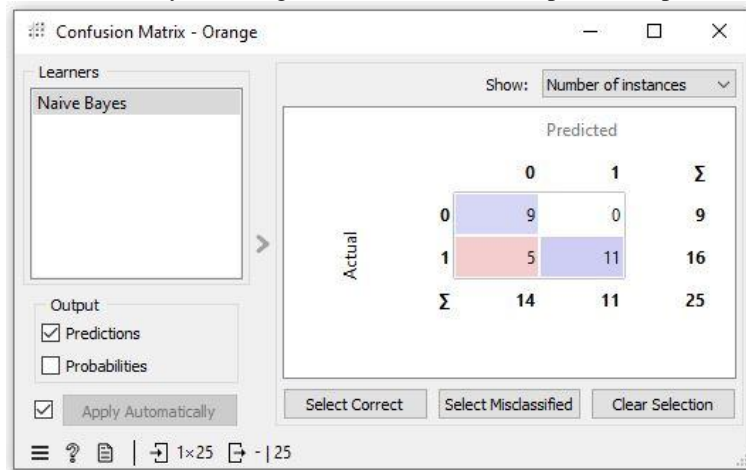 Confusion Matrix - Orange
Learners
Naive Bayes
Show: Number of instances
Predicted
0 1 Σ
Actual
0 9 0 9
1 5 11 16
Σ 14 11 25
Output
Predictions
Probabilities
Apply Automatically
Select Correct Select Misclassified Clear Selection
1×25 - | 25